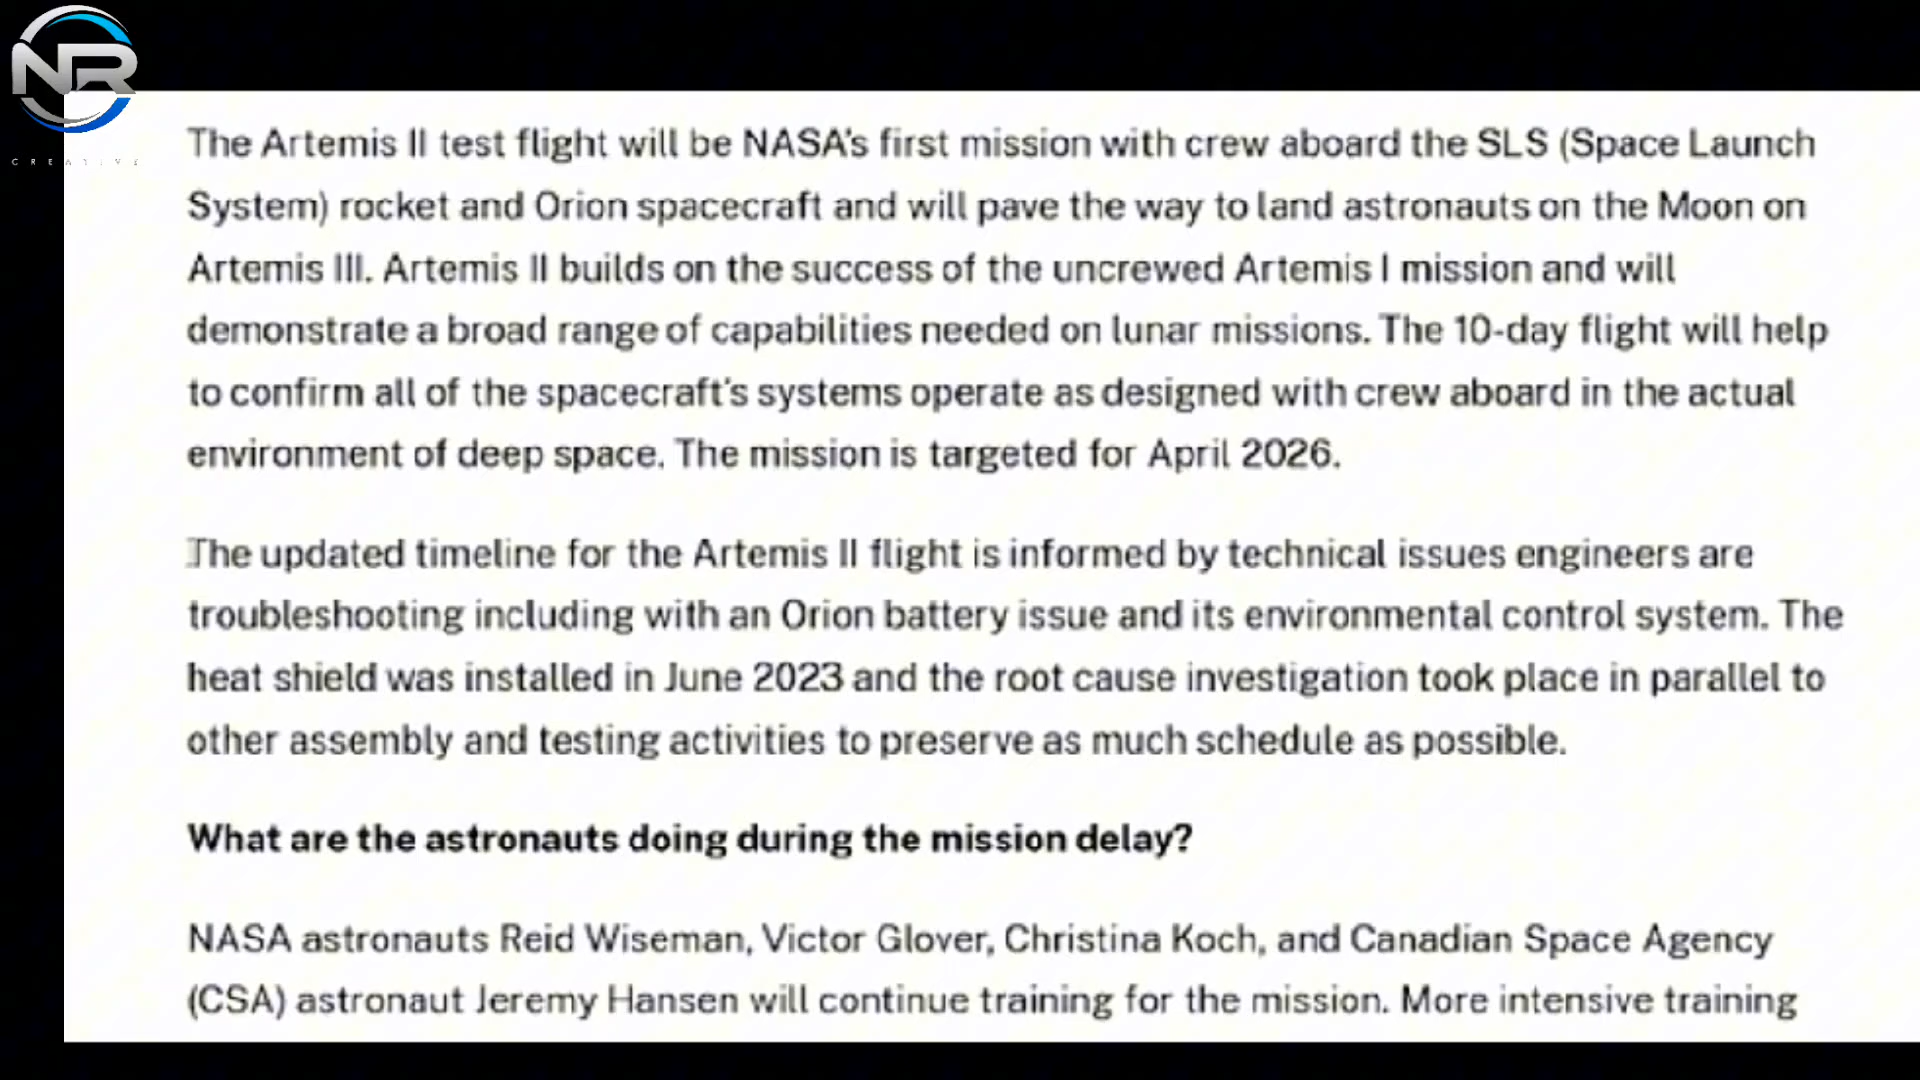 NR
CREATIVE
The Artemis II test flight will be NASA's first mission with crew aboard the SLS (Space Launch
System) rocket and Orion spacecraft and will pave the way to land astronauts on the Moon on
Artemis III. Artemis II builds on the success of the uncrewed Artemis I mission and will
demonstrate a broad range of capabilities needed on lunar missions. The 10-day flight will help
to confirm all of the spacecraft's systems operate as designed with crew aboard in the actual
environment of deep space. The mission is targeted for April 2026.
The updated timeline for the Artemis II flight is informed by technical issues engineers are
troubleshooting including with an Orion battery issue and its environmental control system. The
heat shield was installed in June 2023 and the root cause investigation took place in parallel to
other assembly and testing activities to preserve as much schedule as possible.
What are the astronauts doing during the mission delay?
NASA astronauts Reid Wiseman, Victor Glover, Christina Koch, and Canadian Space Agency
(CSA) astronaut Jeremy Hansen will continue training for the mission. More intensive training